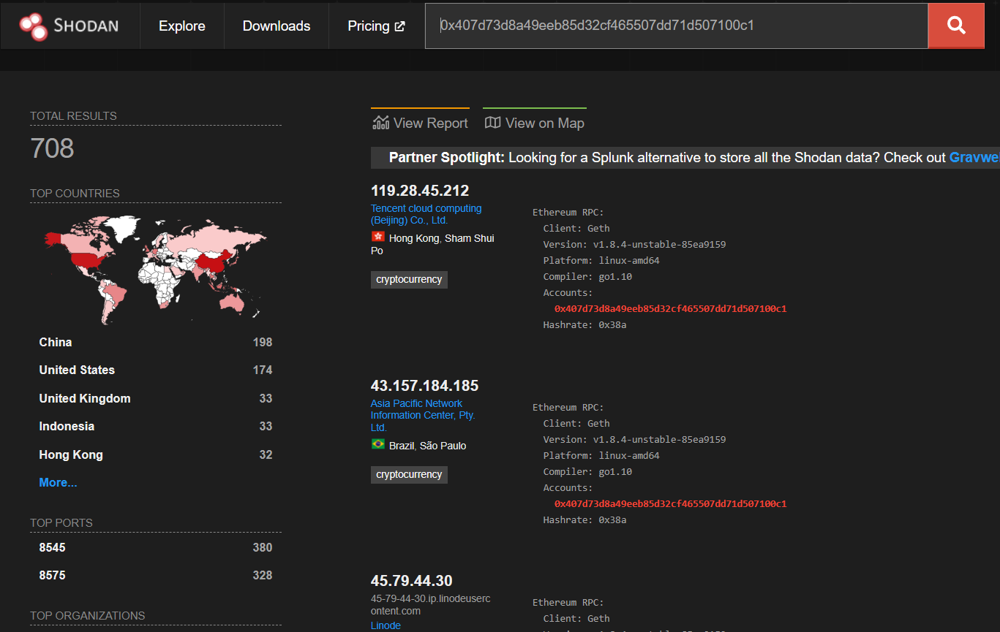 SHODAN
Explore
Downloads
Pricing
0x407d73d8a49eeb85d32cf465507dd71d507100c1
TOTAL RESULTS
708
TOP COUNTRIES
China 198
United States 174
United Kingdom 33
Indonesia 33
Hong Kong 32
More...
TOP PORTS
8545 380
8575 328
TOP ORGANIZATIONS
View Report
View on Map
Partner Spotlight: Looking for a Splunk alternative to store all the Shodan data? Check out Gravwe
119.28.45.212
Tencent cloud computing
(Beijing) Co., Ltd.
Hong Kong, Sham Shui
Po
cryptocurrency
Ethereum RPC:
Client: Geth
Version: v1.8.4-unstable-85ea9159
Platform: linux-amd64
Compiler: go1.10
Accounts:
0x407d73d8a49eeb85d32cf465507dd71d507100c1
Hashrate: 0x38a
43.157.184.185
Asia Pacific Network
Information Center, Pty.
Ltd.
Brazil, São Paulo
cryptocurrency
Ethereum RPC:
Client: Geth
Version: v1.8.4-unstable-85ea9159
Platform: linux-amd64
Compiler: go1.10
Accounts:
0x407d73d8a49eeb85d32cf465507dd71d507100c1
Hashrate: 0x38a
45.79.44.30
45-79-44-30.ip.linodeuserc
ontent.com
Linode
Ethereum RPC:
Client: Geth